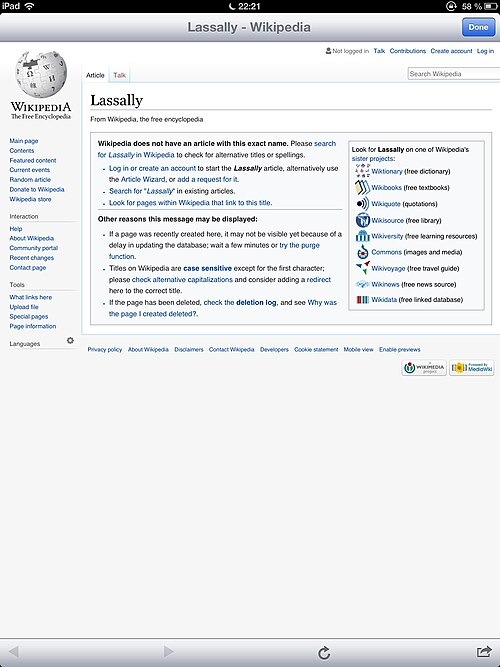 iPad 22:21 58 %
Lassally - Wikipedia Done
Not logged in Talk Contributions Create account Log in
Article Talk
Search Wikipedia
WIKIPEDIA
The Free Encyclopedia
Main page
Contents
Featured content
Current events
Random article
Donate to Wikipedia
Wikipedia store
Interaction
Help
About Wikipedia
Community portal
Recent changes
Contact page
Tools
What links here
Upload file
Special pages
Page information
Languages
Lassally
From Wikipedia, the free encyclopedia
Wikipedia does not have an article with this exact name. Please search
for Lassally in Wikipedia to check for alternative titles or spellings.
Log in or create an account to start the Lassally article, alternatively use
the Article Wizard, or add a request for it.
Search for "Lassally" in existing articles.
Look for pages within Wikipedia that link to this title.
Other reasons this message may be displayed:
If a page was recently created here, it may not be visible yet because of a
delay in updating the database; wait a few minutes or try the purge
function.
Titles on Wikipedia are case sensitive except for the first character;
please check alternative capitalizations and consider adding a redirect
here to the correct title.
If the page has been deleted, check the deletion log, and see Why was
the page I created deleted?.
Look for Lassally on one of Wikipedia's
sister projects:
Wiktionary (free dictionary)
Wikibooks (free textbooks)
Wikiquote (quotations)
Wikisource (free library)
Wikiversity (free learning resources)
Commons (images and media)
Wikivoyage (free travel guide)
Wikinews (free news source)
Wikidata (free linked database)
Privacy policy About Wikipedia Disclaimers Contact Wikipedia Developers Cookie statement Mobile view Enable previews
A
WIKIMEDIA
project
Powered By
MediaWiki